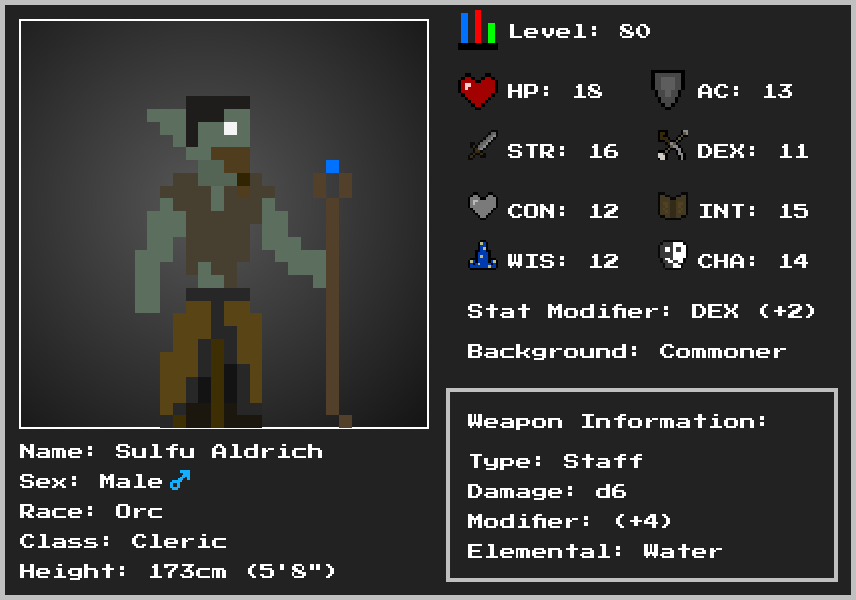 Level: 80
HP: 18 AC: 13
STR: 16 DEX: 11
CON: 12 INT: 15
WIS: 12 CHA: 14
Stat Modifier: DEX (+2)
Background: Commoner
Weapon Information:
Type: Staff
Damage: d6
Modifier: (+4)
Elemental: Water
Name: Sulfu Aldrich
Sex: Male♂
Race: Orc
Class: Cleric
Height: 173cm (5'8")